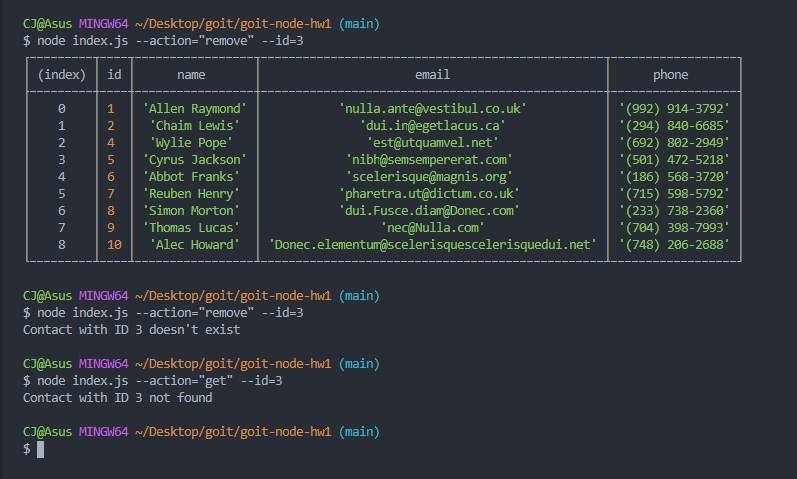 CJ@Asus MINGW64 ~/Desktop/goit/goit-node-hw1 (main)
$ node index.js --action="remove" --id=3
(index) id name email phone
0 1 'Allen Raymond' 'nulla.ante@vestibul.co.uk' '(992) 914-3792'
1 2 'Chaim Lewis' 'dui.in@egetlacus.ca' '(294) 840-6685'
2 4 'Wylie Pope' 'est@utquamvel.net' '(692) 802-2949'
3 5 'Cyrus Jackson' 'nibh@semsempererat.com' '(501) 472-5218'
4 6 'Abbot Franks' 'scelerisque@magnis.org' '(186) 568-3720'
5 7 'Reuben Henry' 'pharetra.ut@dictum.co.uk' '(715) 598-5792'
6 8 'Simon Morton' 'dui.Fusce.diam@Donec.com' '(233) 738-2360'
7 9 'Thomas Lucas' 'nec@Nulla.com' '(704) 398-7993'
8 10 'Alec Howard' 'Donec.elementum@scelerisquescelerisquedui.net' '(748) 206-2688'
CJ@Asus MINGW64 ~/Desktop/goit/goit-node-hw1 (main)
$ node index.js --action="remove" --id=3
Contact with ID 3 doesn't exist
CJ@Asus MINGW64 ~/Desktop/goit/goit-node-hw1 (main)
$ node index.js --action="get" --id=3
Contact with ID 3 not found
CJ@Asus MINGW64 ~/Desktop/goit/goit-node-hw1 (main)
$